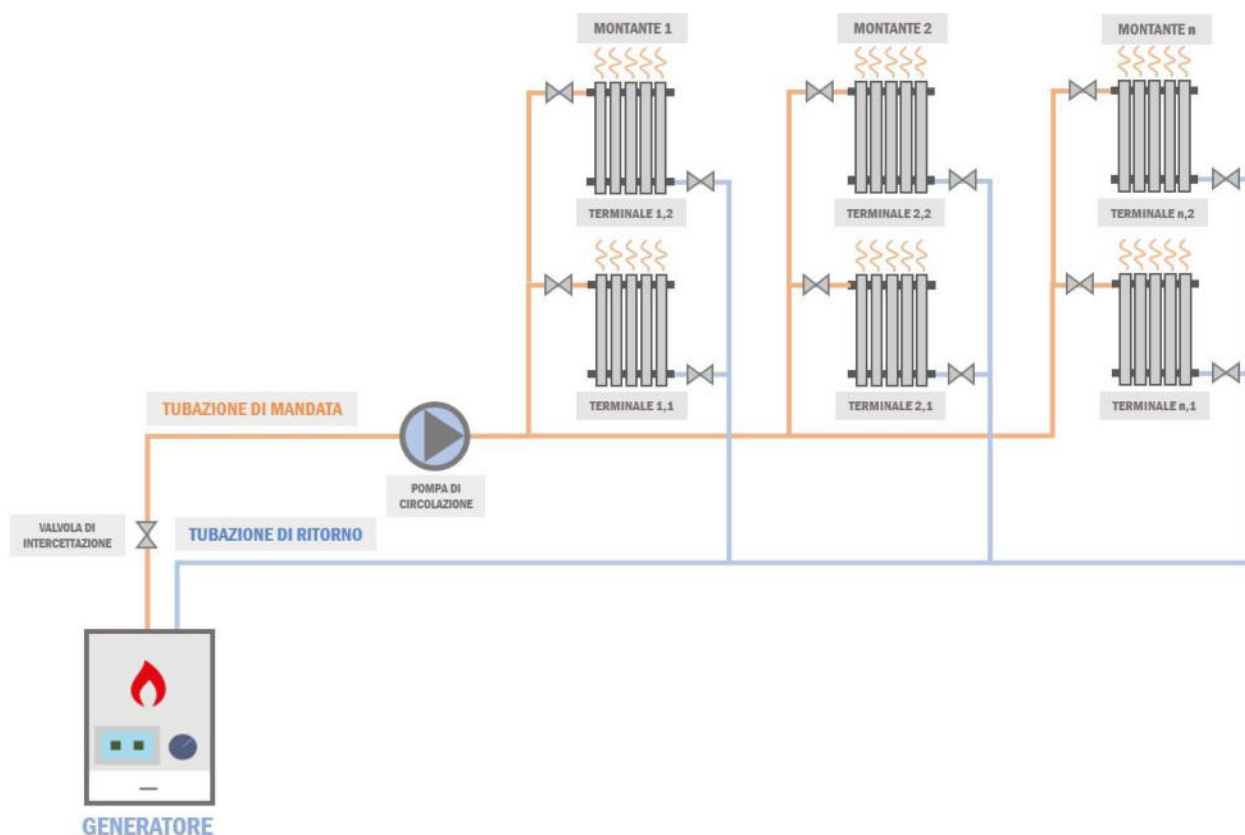 MONTANTE 1
MONTANTE 2
MONTANTE n
TERMINALE 1,2
TERMINALE 2,2
TERMINALE n,2
TERMINALE 1,1
TERMINALE 2,1
TERMINALE n,1
TUBAZIONE DI MANDATA
POMPA DI
CIRCOLAZIONE
VALVOLA DI
INTERCETTAZIONE
TUBAZIONE DI RITORNO
GENERATORE